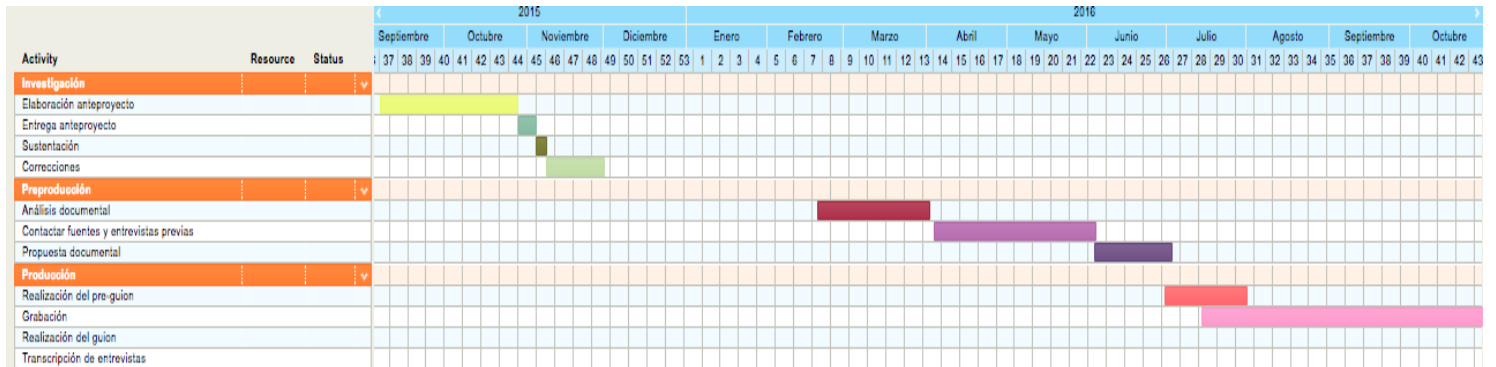 2015 2016
Septiembre Octubre Noviembre Diciembre Enero Febrero Marzo Abril Mayo Junio Julio Agosto Septiembre Octubre
Activity Resource Status 37 38 39 40 41 42 43 44 45 46 47 48 49 50 51 52 53 1 2 3 4 5 6 7 8 9 10 11 12 13 14 15 16 17 18 19 20 21 22 23 24 25 26 27 28 29 30 31 32 33 34 35 36 37 38 39 40 41 42 43
Investigación
Elaboración anteproyecto
Entrega anteproyecto
Sustentación
Correcciones
Preproducción
Análisis documental
Contactar fuentes y entrevistas previas
Propuesta documental
Producción
Realización del pre-guion
Grabación
Realización del guion
Transcripción de entrevistas